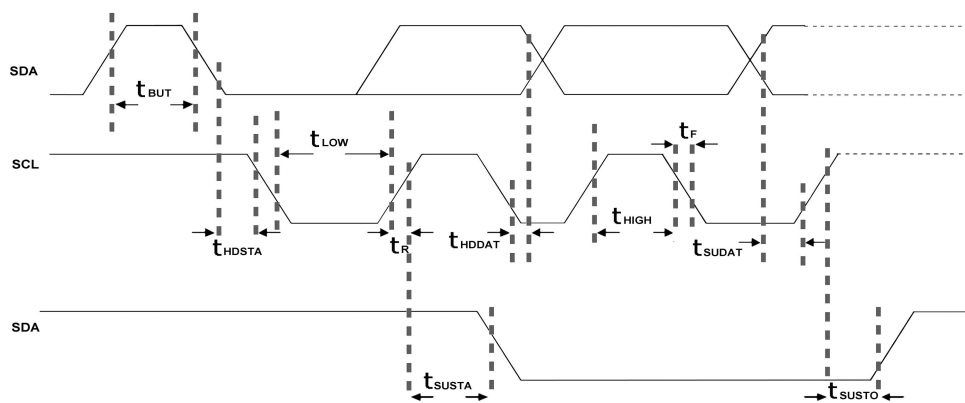 SDA
tBUT
tF
tLOW
SCL
tHIGH
tHDSTA
tR
tHDDAT
tSUDAT
SDA
tSUSTA
tSUSTO